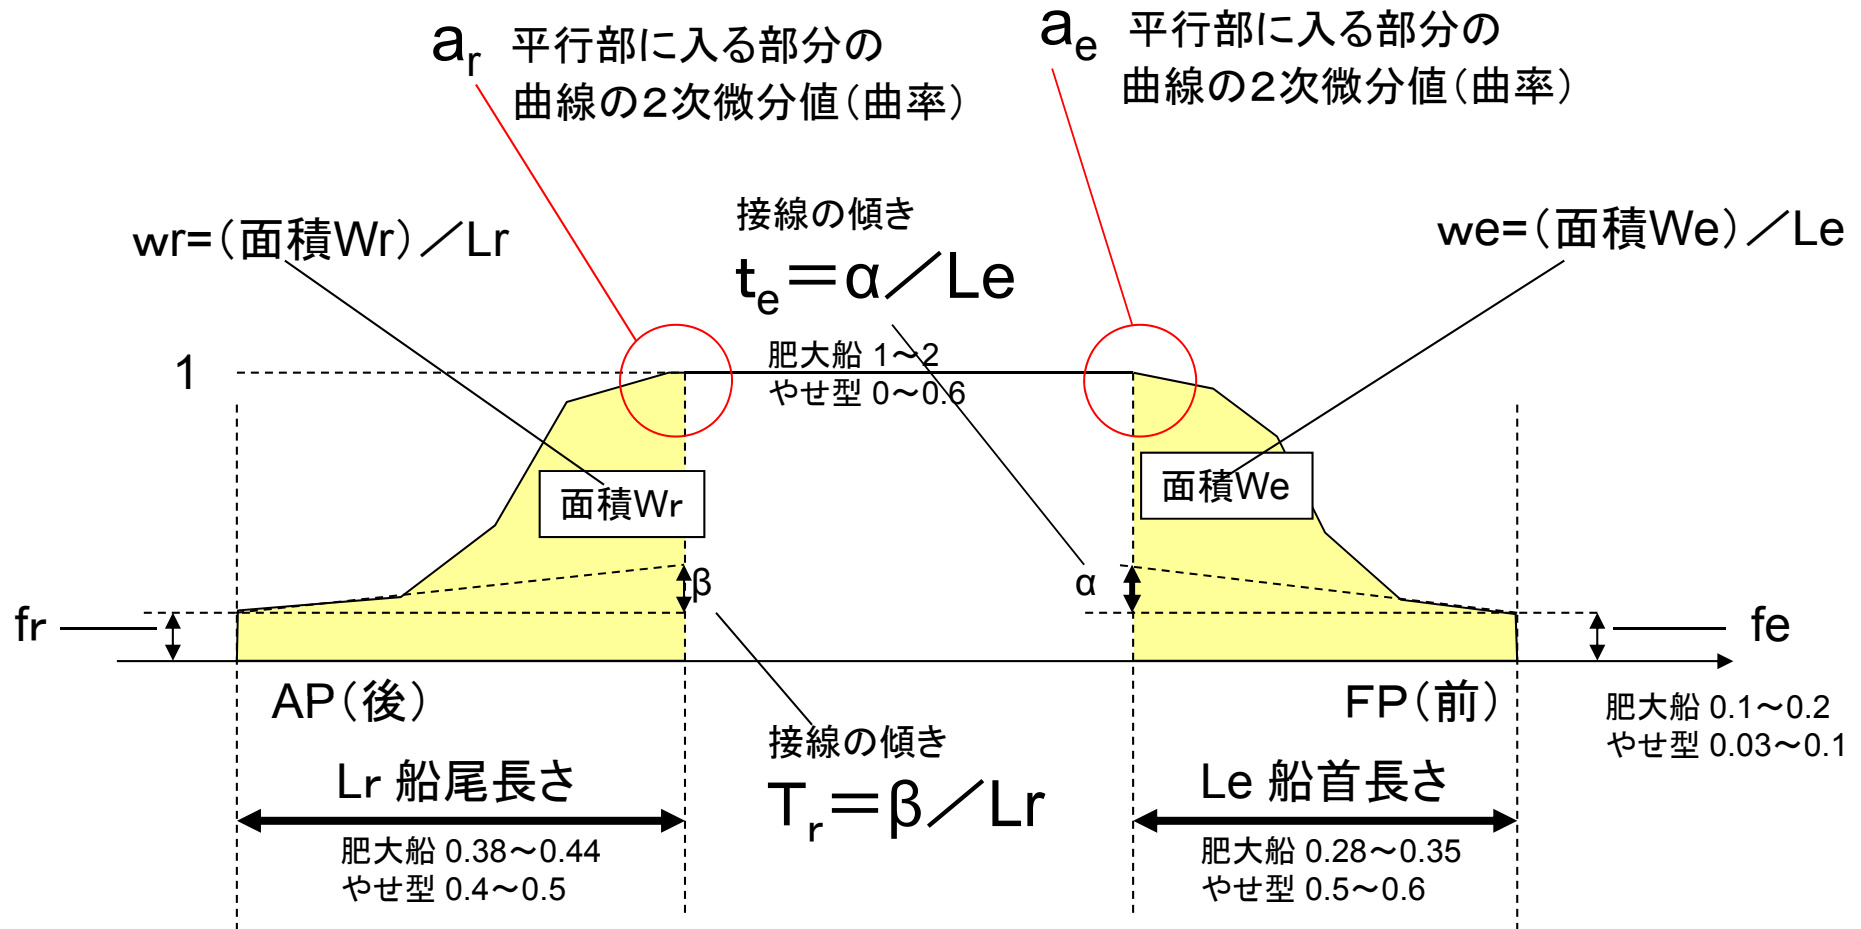 ar 平行部に入る部分の
曲線の2次微分値(曲率)
ae 平行部に入る部分の
曲線の2次微分値(曲率)
wr=(面積Wr)/Lr
接線の傾き
te=α/Le
we=(面積We)/Le
1
肥大船 1~2
やせ型 0~0.6
面積Wr
面積We
β
α
fr
fe
AP(後)
FP(前)
肥大船 0.1~0.2
やせ型 0.03~0.1
接線の傾き
Tr=β/Lr
Lr 船尾長さ
Le 船首長さ
肥大船 0.38~0.44
やせ型 0.4~0.5
肥大船 0.28~0.35
やせ型 0.5~0.6